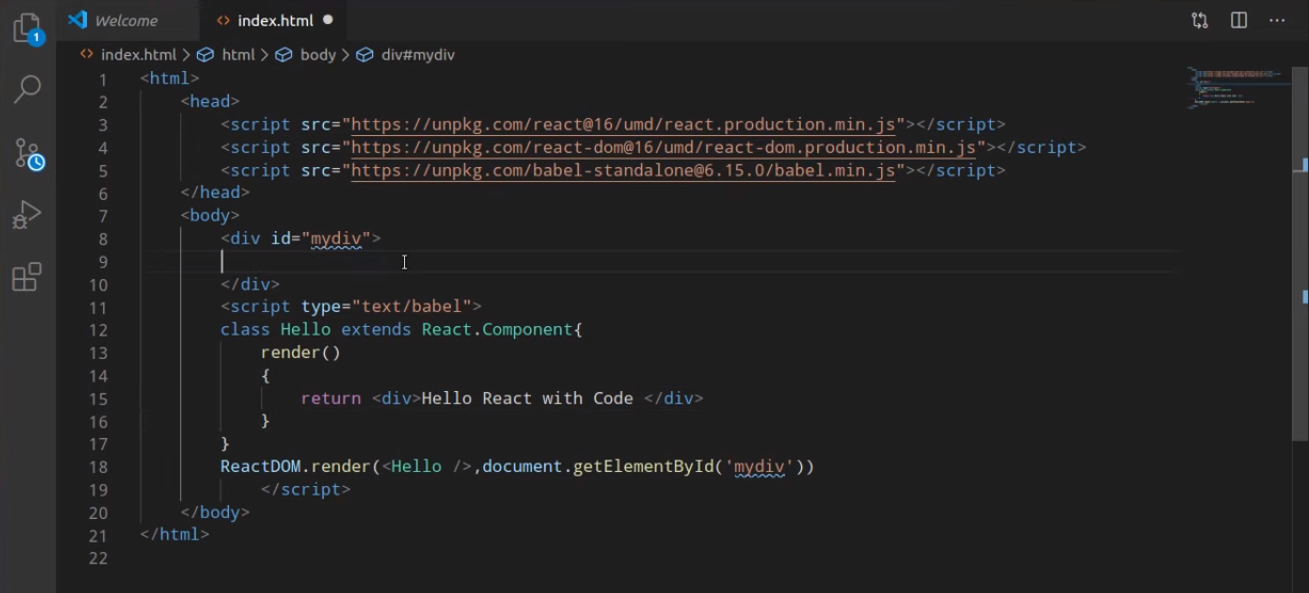 Welcome
index.html
1
index.html > html > body > div#mydiv
1 <html>
2 <head>
3 <script src="https://unpkg.com/react@16/umd/react.production.min.js"></script>
4 <script src="https://unpkg.com/react-dom@16/umd/react-dom.production.min.js"></script>
5 <script src="https://unpkg.com/babel-standalone@6.15.0/babel.min.js"></script>
6 </head>
7 <body>
8 <div id="mydiv">
9
10 </div>
11 <script type="text/babel">
12 class Hello extends React.Component{
13 render()
14 {
15 return <div>Hello React with Code </div>
16 }
17 }
18 ReactDOM.render(<Hello />,document.getElementById('mydiv'))
19 </script>
20 </body>
21 </html>
22